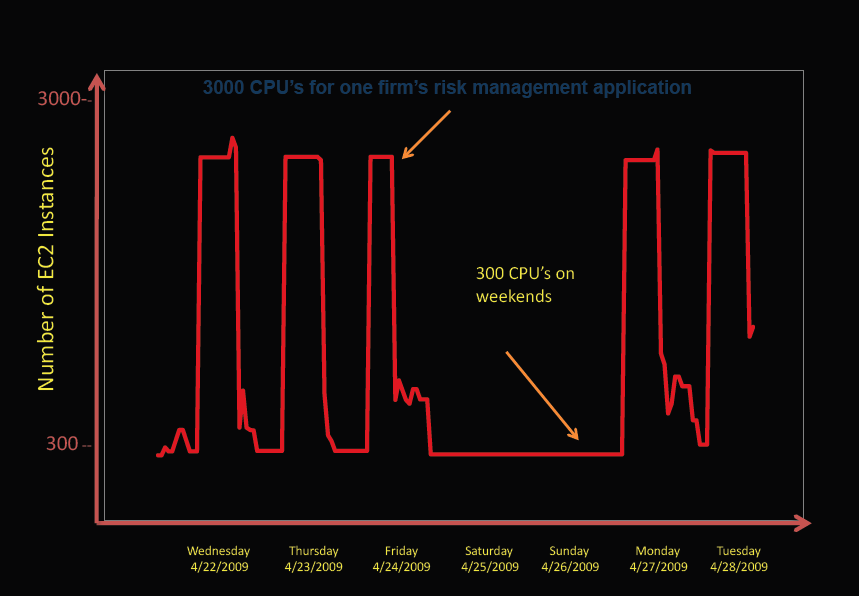 3000 CPU's for one firm's risk management application
3000--
Number of EC2 Instances
300 CPU's on
weekends
300 --
Wednesday
4/22/2009
Thursday
4/23/2009
Friday
4/24/2009
Saturday
4/25/2009
Sunday
4/26/2009
Monday
4/27/2009
Tuesday
4/28/2009